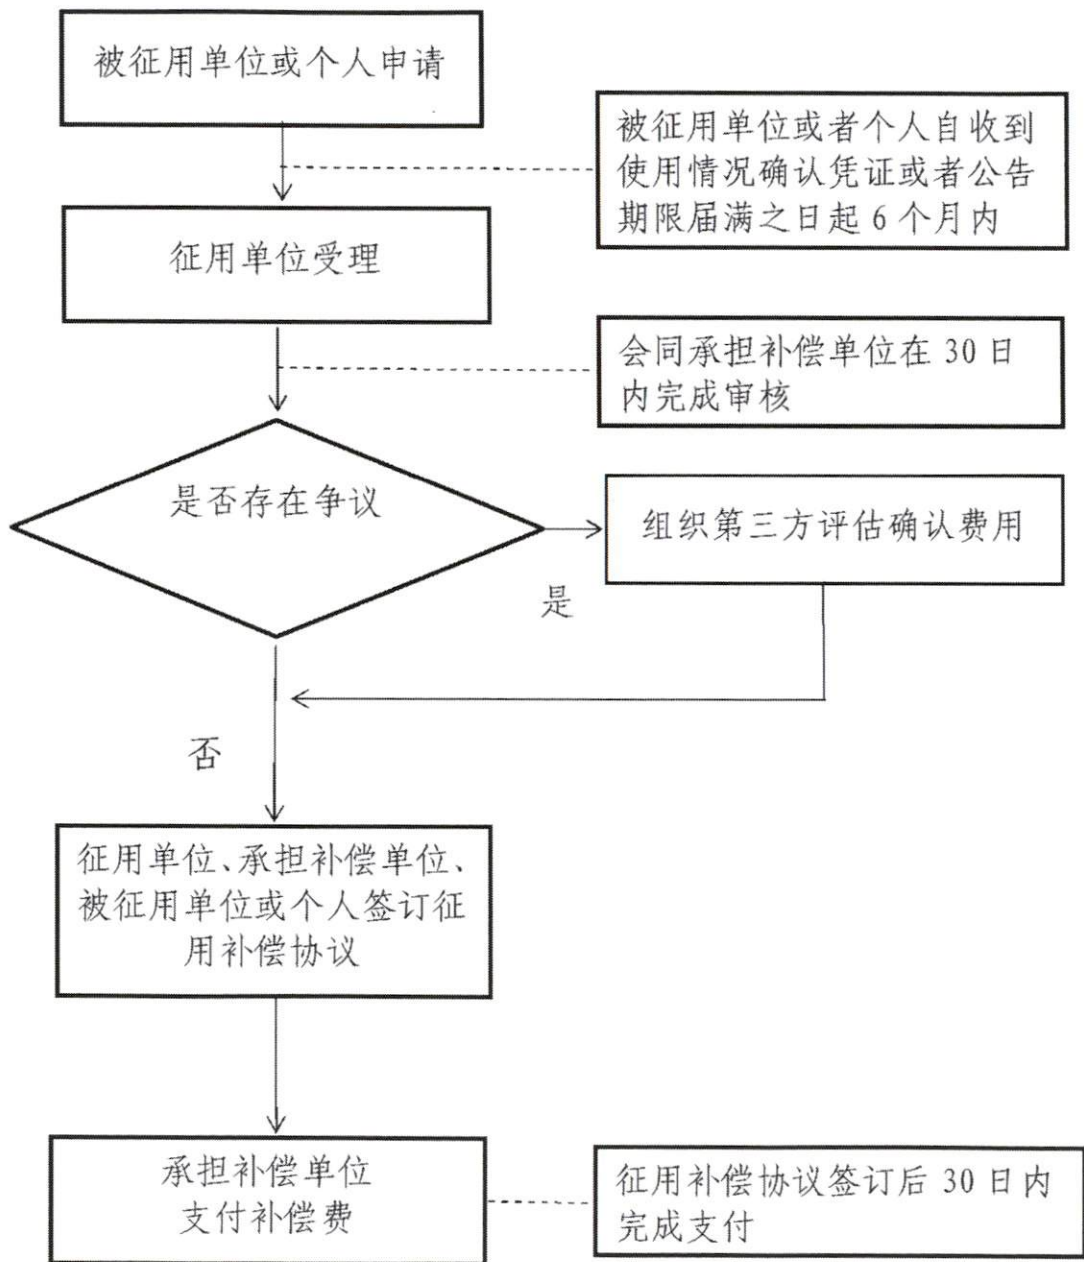 被征用单位或个人申请
被征用单位或者个人自收到
使用情况确认凭证或者公告
期限届满之日起 6 个月内
征用单位受理
会同承担补偿单位在 30 日
内完成审核
是否存在争议
组织第三方评估确认费用
是
否
征用单位、承担补偿单位、
被征用单位或个人签订征
用补偿协议
承担补偿单位
支付补偿费
征用补偿协议签订后 30 日内
完成支付